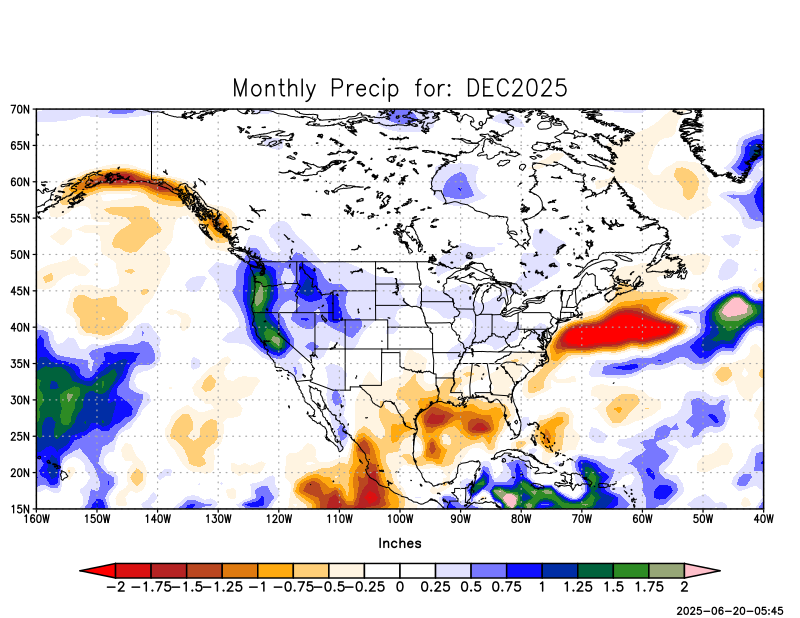 Monthly Precip for: DEC2025
70N
65N
60N
55N
50N
45N
40N
35N
30N
25N
20N
15N
160W 150W 140W 130W 120W 110W 100W 90W 80W 70W 60W 50W 40W
Inches
-2 -1.75 -1.5 -1.25 -1 -0.75 -0.5 -0.25 0 0.25 0.5 0.75 1 1.25 1.5 1.75 2
2025-06-20-05:45